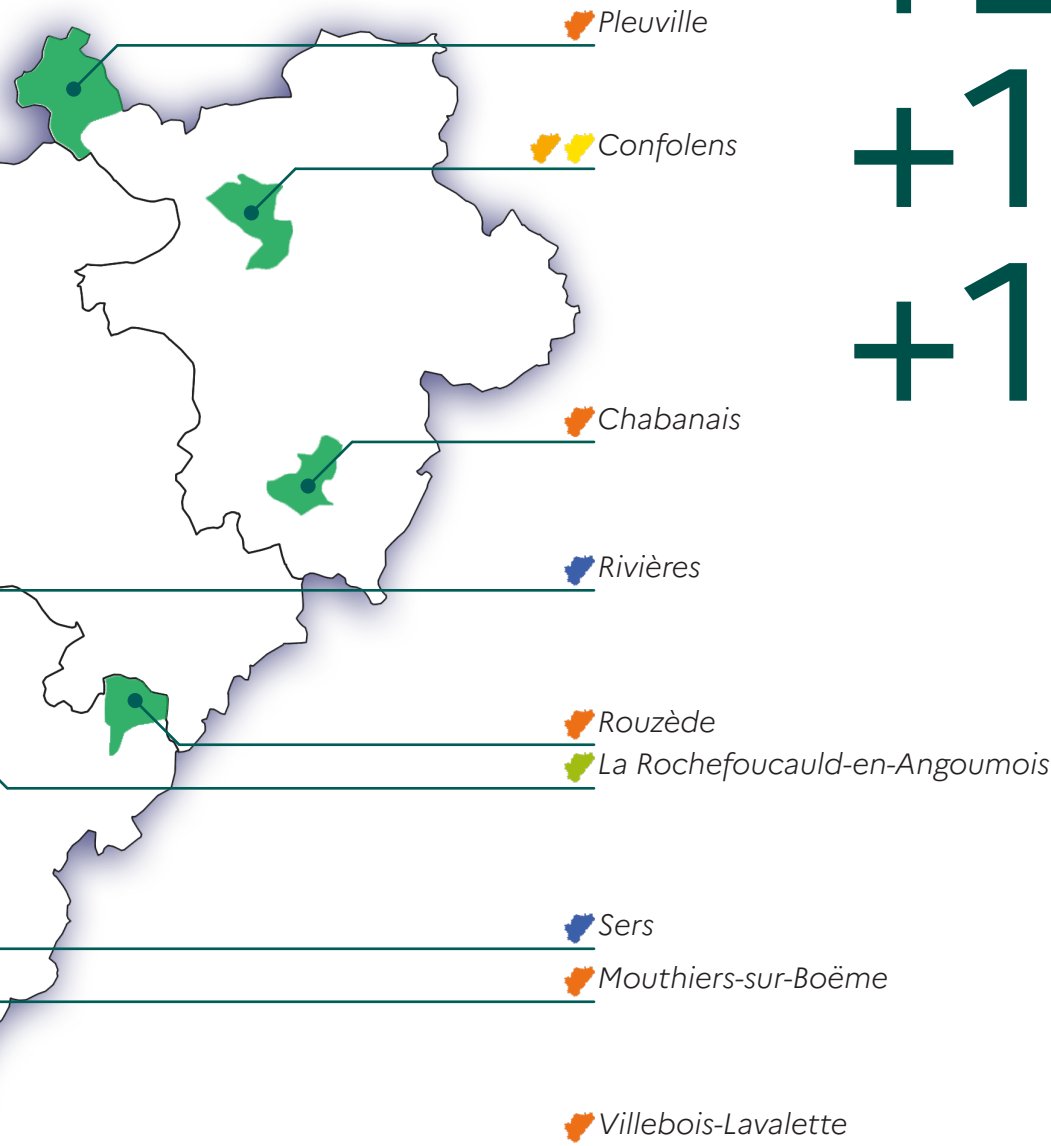 Pleuville
+1
Confolens
+1
Chabanais
Rivières
Rouzède
La Rochefoucauld-en-Angoumois
Sers
Mouthiers-sur-Boëme
Villebois-Lavalette